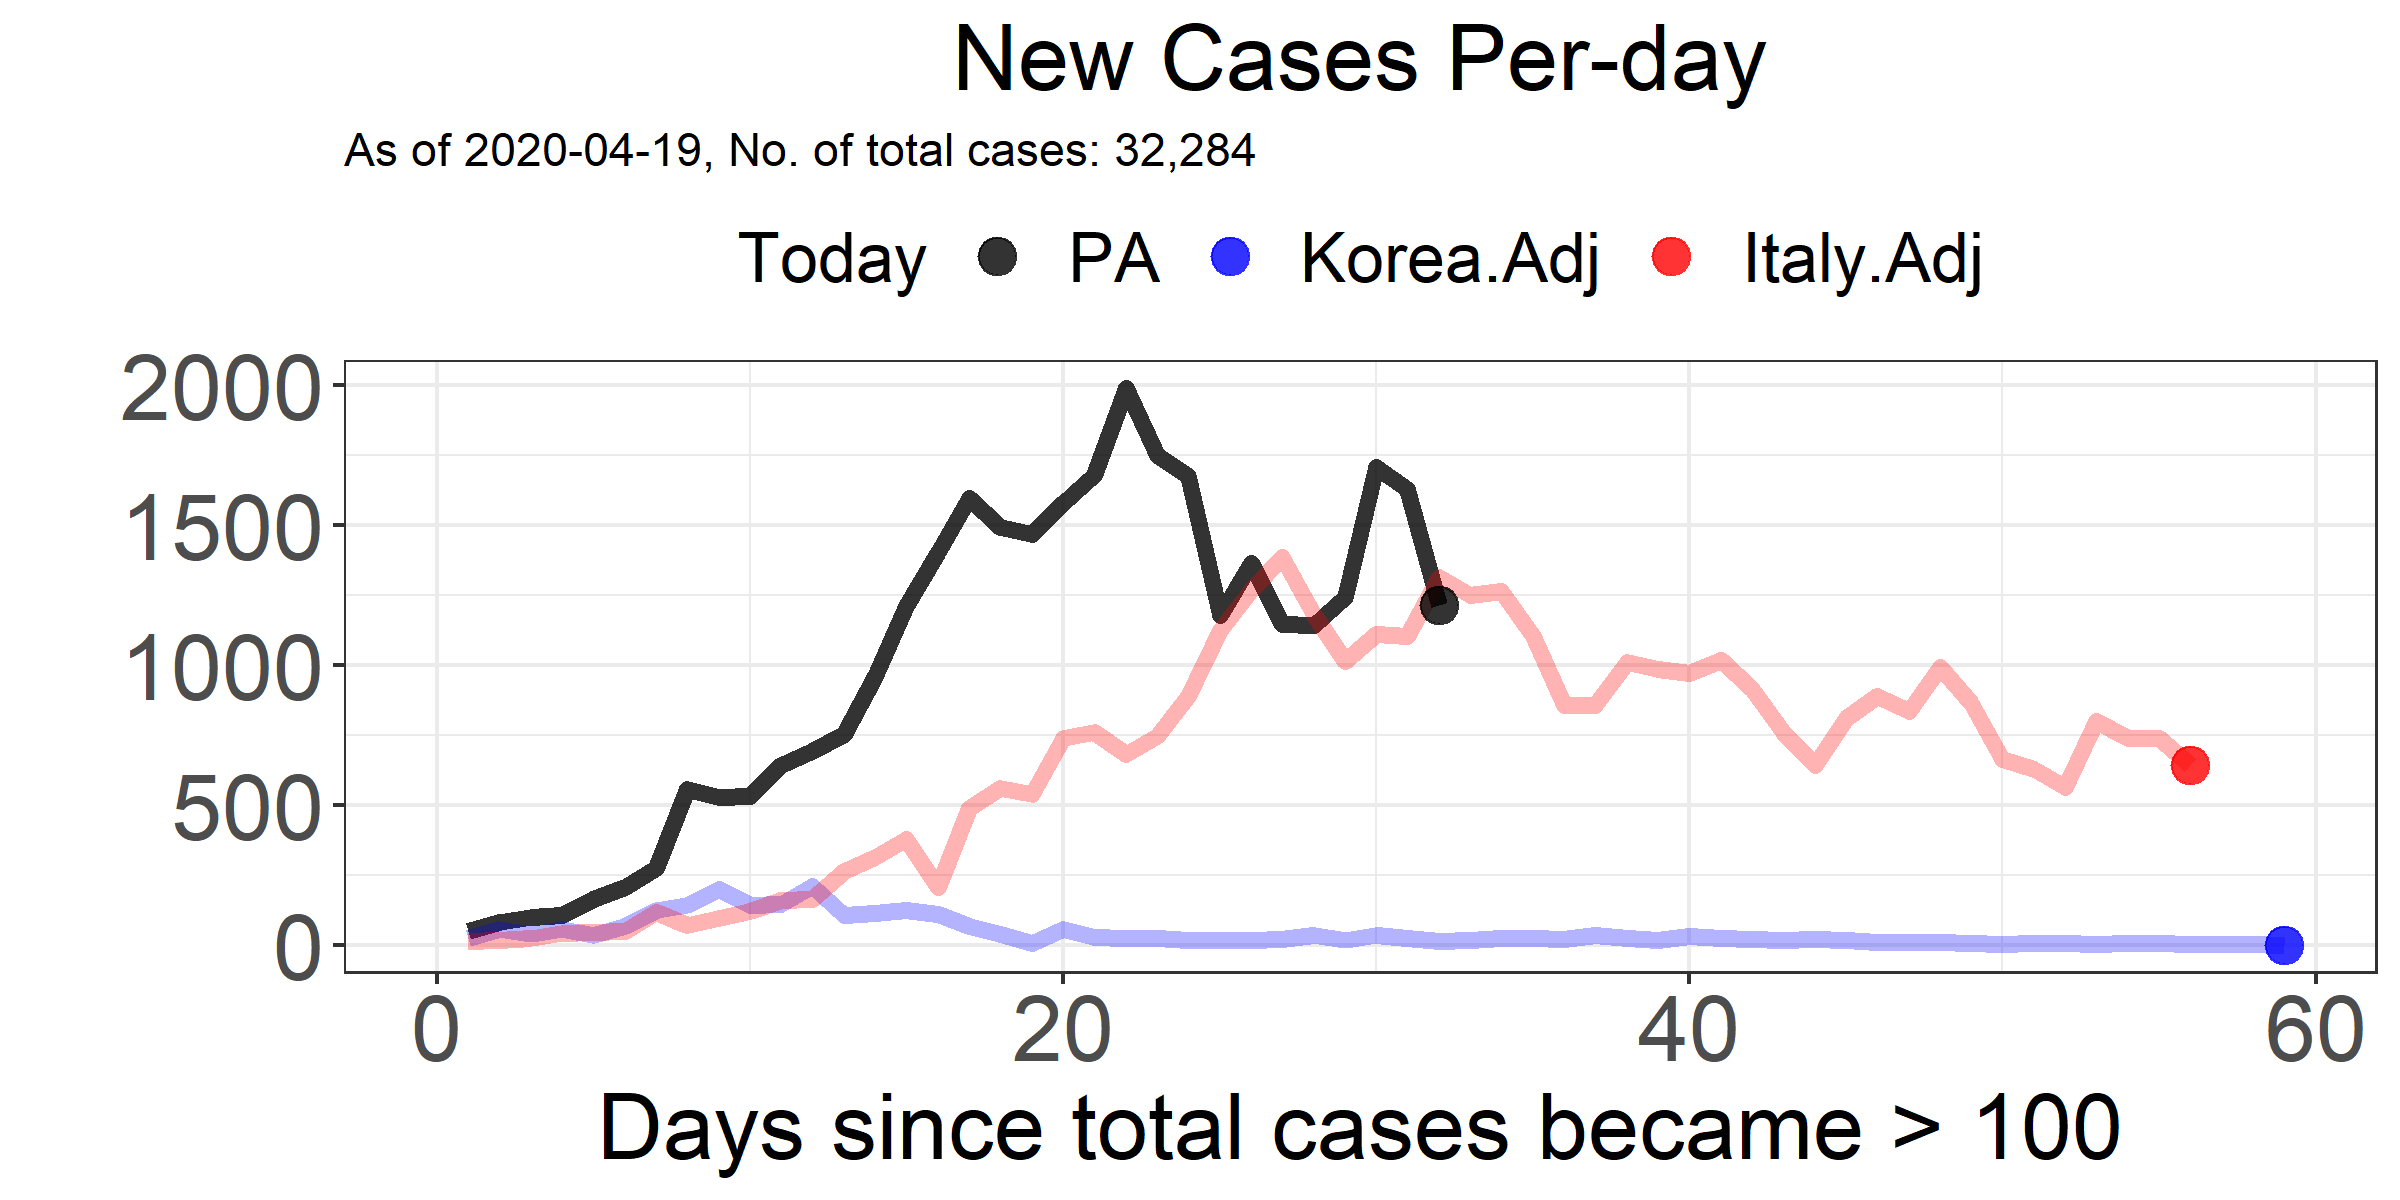 New Cases Per-day
As of 2020-04-19, No. of total cases: 32,284
Today PA Korea.Adj Italy.Adj
2000
1500
1000
500
0
0 20 40 60
Days since total cases became > 100